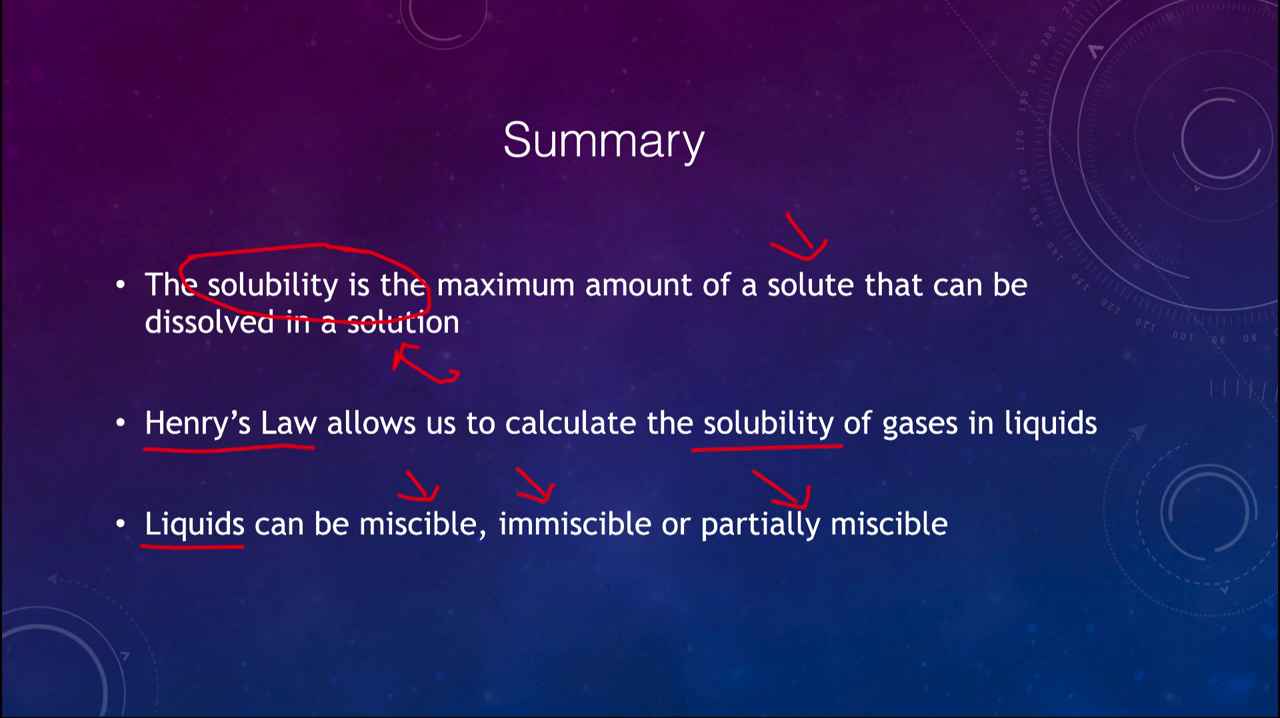 Summary
• The solubility is the maximum amount of a solute that can be
dissolved in a solution
• Henry’s Law allows us to calculate the solubility of gases in liquids
• Liquids can be miscible, immiscible or partially miscible